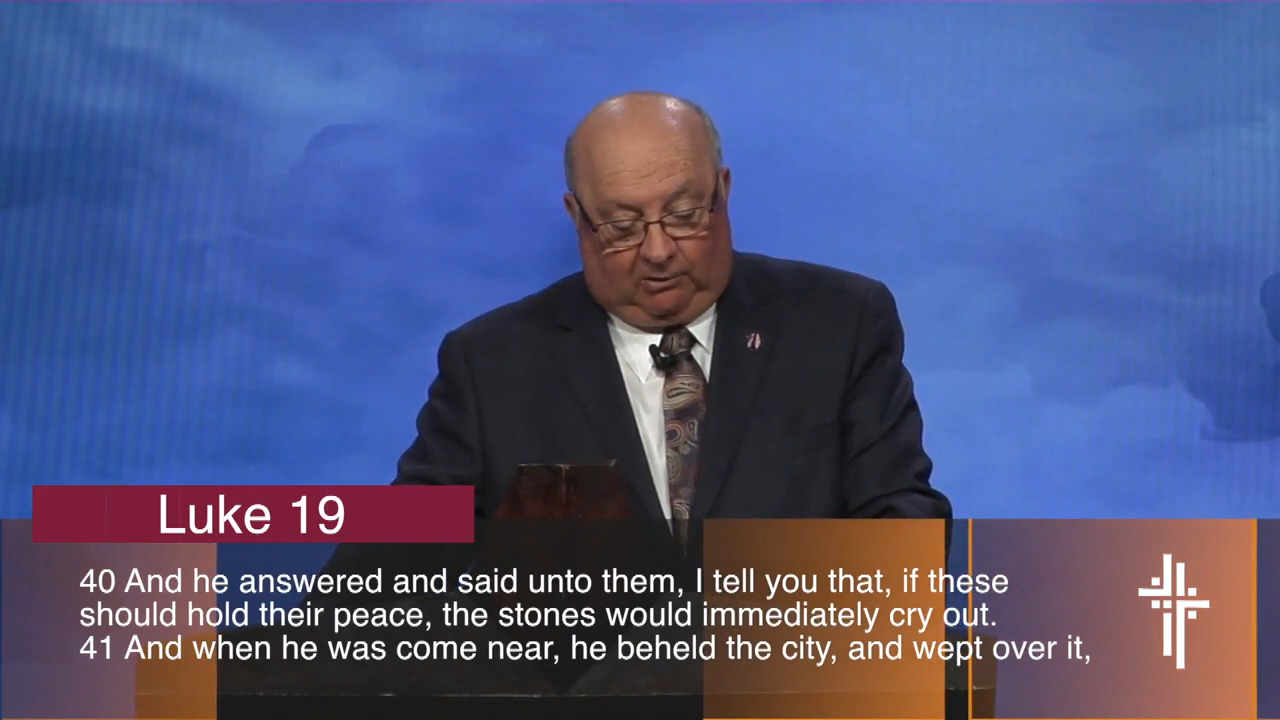 Luke 19
40 And he answered and said unto them, I tell you that, if these
should hold their peace, the stones would immediately cry out.
41 And when he was come near, he beheld the city, and wept over it,